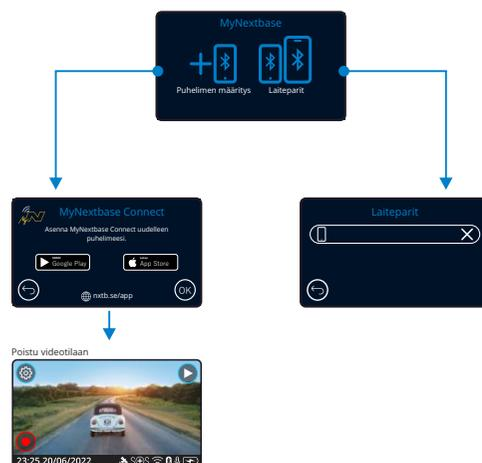 MyNextbase
Puhelimen määritys
Laiteparit
MyNextbase Connect
Asenna MyNextbase Connect uudelleen
puhelimeesi.
Google Play
App Store
OK
nxtb.se/app
Laiteparit
Poistu videotilaan
23:25 20/06/2022
SOS